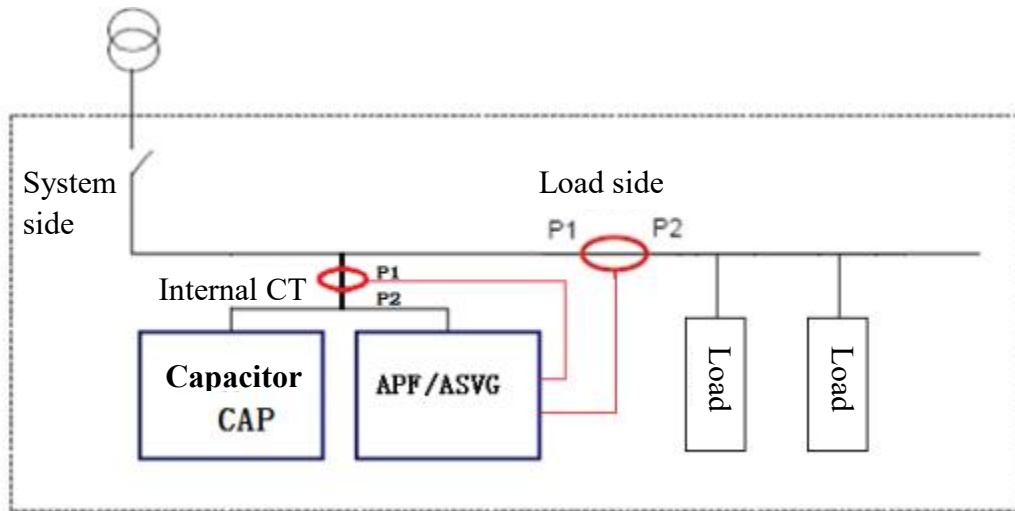 System
side
Load side
P1
P2
Internal CT
P1
P2
Capacitor
CAP
APF/ASVG
Load
Load